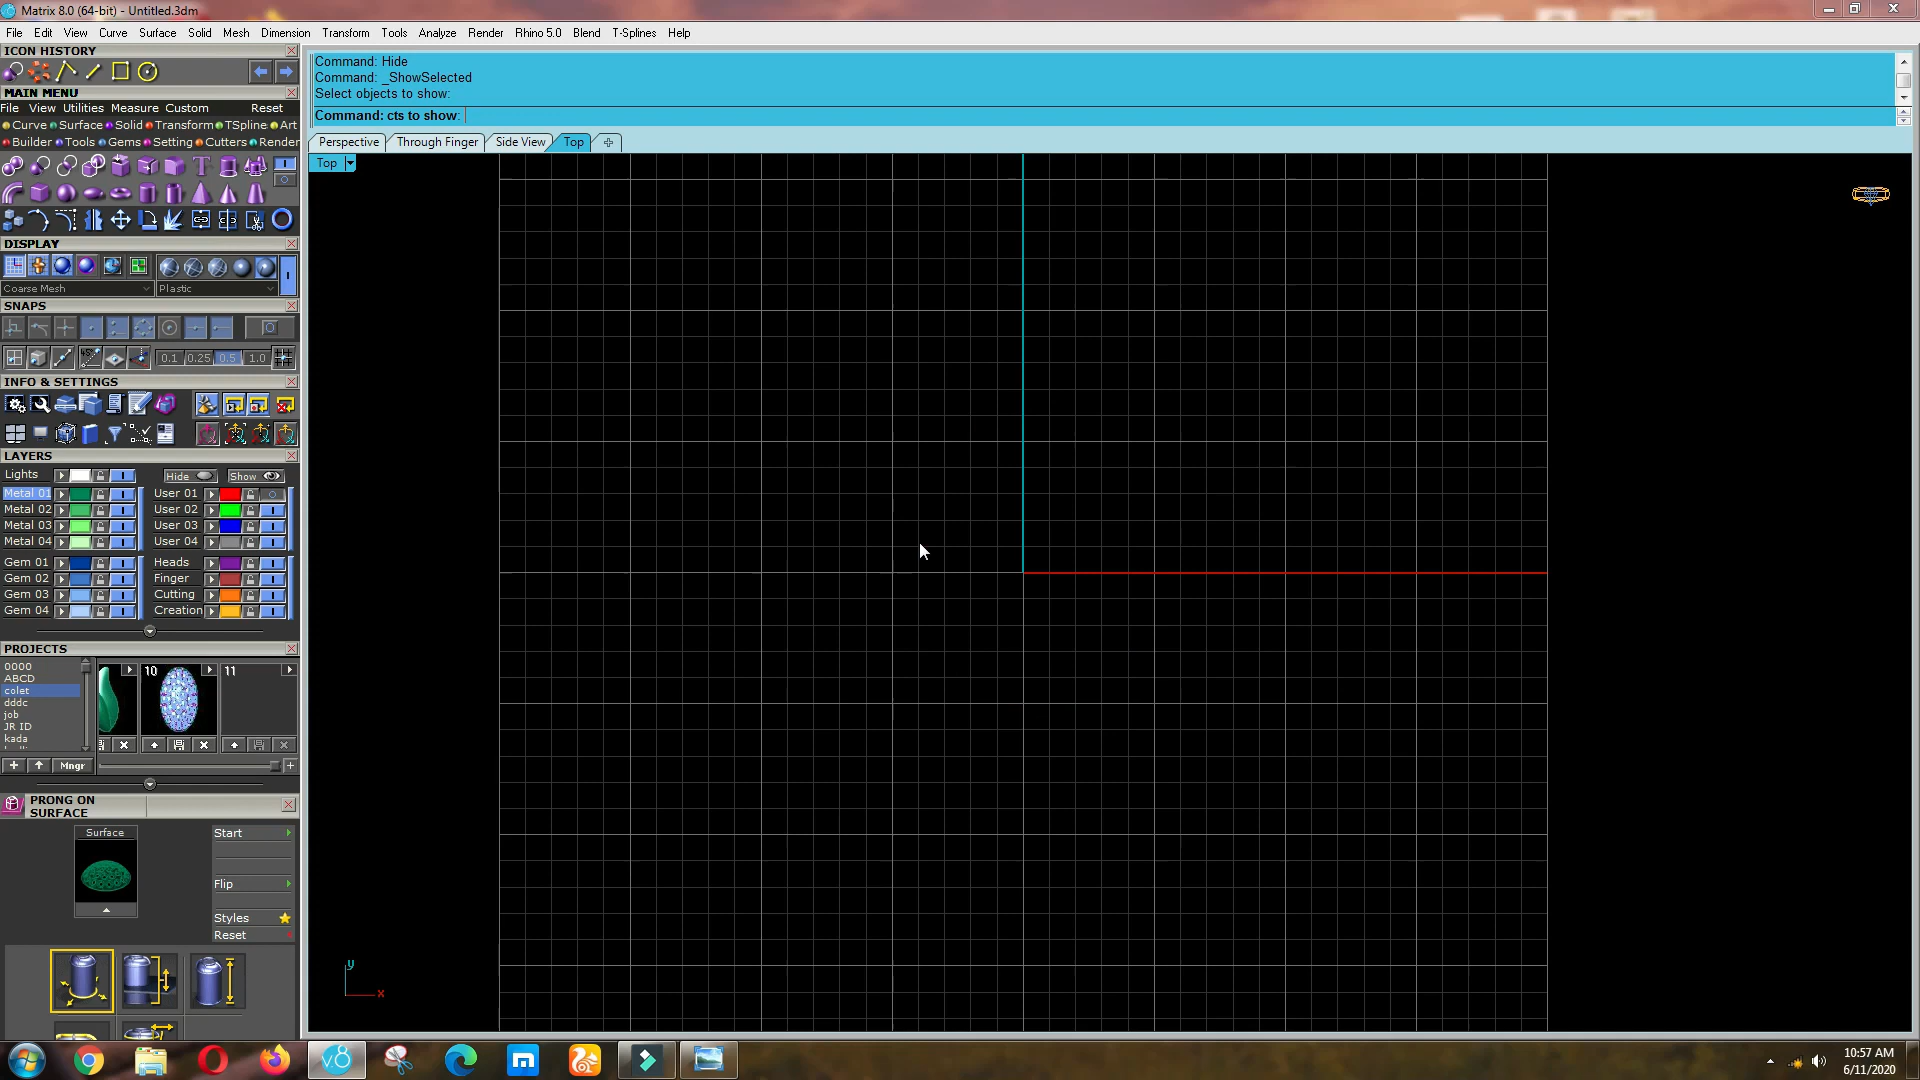 Matrix 8.0 (64-bit) - Untitled.3dm
File Edit View Curve Surface Solid Mesh Dimension Transform Tools Analyze Render Rhino 5.0 Blend T-Splines Help
ICON HISTORY
MAIN MENU
File View Utilities Measure Custom Reset
Curve Surface Solid Transform TSpline Art
Builder Tools Gems Setting Cutters Render
DISPLAY
Coarse Mesh Plastic
SNAPS
0.1 0.25 0.5 1.0
INFO & SETTINGS
LAYERS
Lights Hide Show
Metal 01 User 01
Metal 02 User 02
Metal 03 User 03
Metal 04 User 04
Gem 01 Heads
Gem 02 Finger
Gem 03 Cutting
Gem 04 Creation
PROJECTS
0000
ABCD
colet
dddc
job
JR ID
kada
10 11
Mngr
PRONG ON
SURFACE
Surface
Start
Flip
Styles
Reset
Command: Hide
Command: _ShowSelected
Select objects to show:
Command: cts to show:
Perspective Through Finger Side View Top
Top
y
x
v8
10:57 AM
6/11/2020